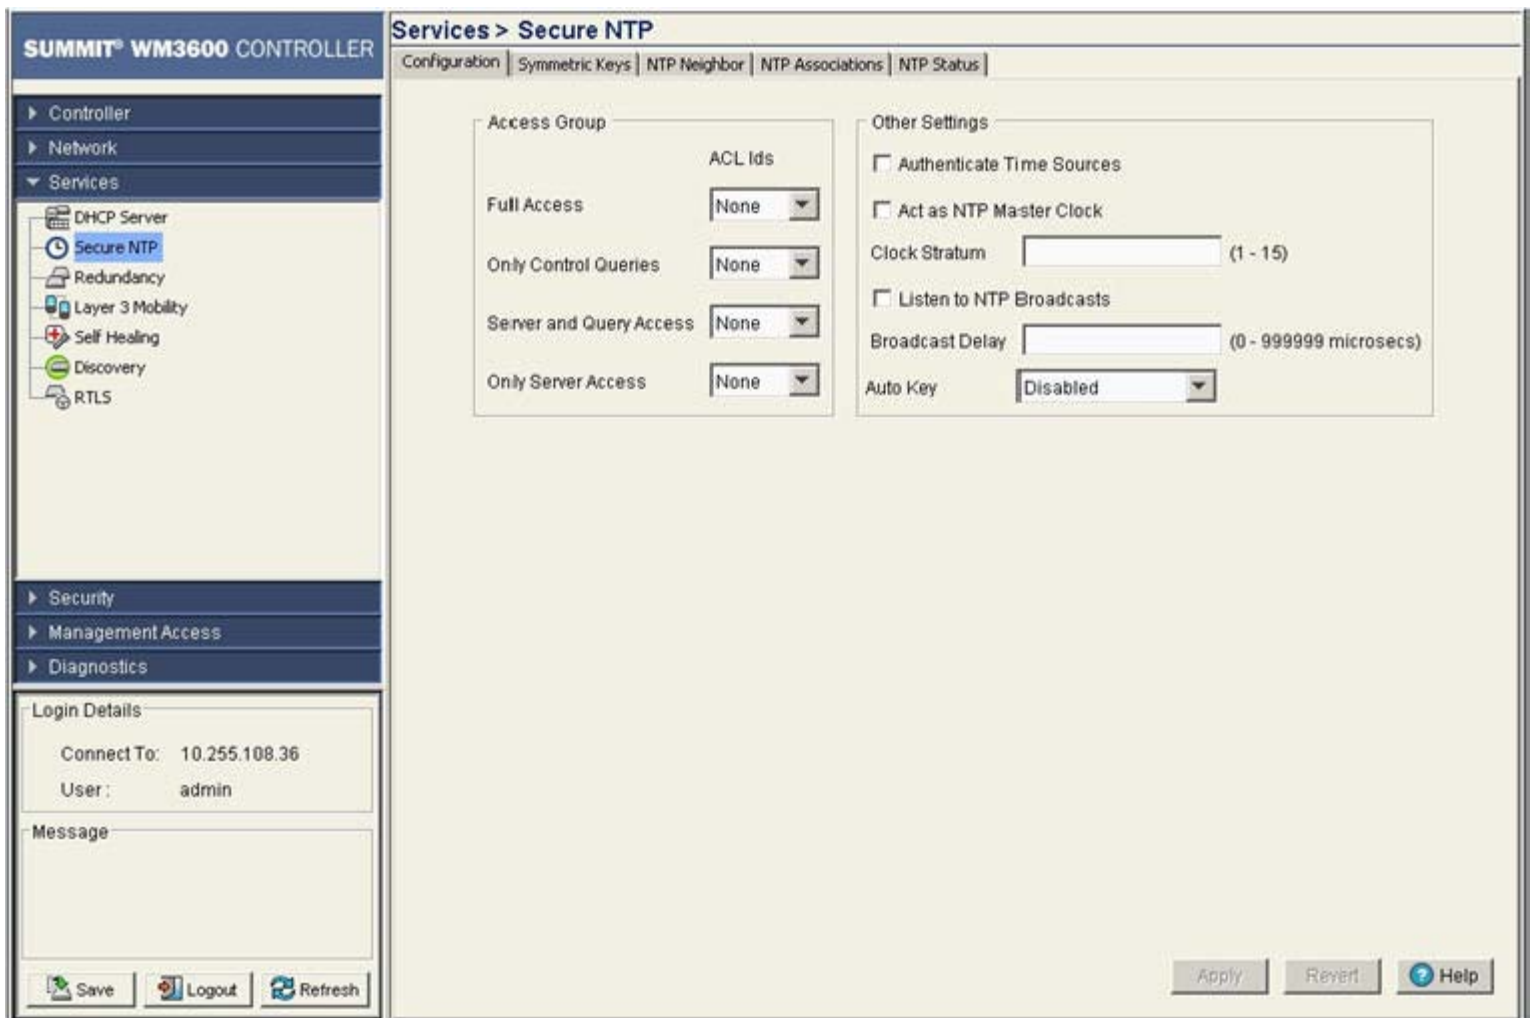 SUMMIT® WM3600 CONTROLLER
Controller
Network
Services
DHCP Server
Secure NTP
Redundancy
Layer 3 Mobility
Self Healing
Discovery
RTLS
Security
Management Access
Diagnostics
Login Details
Connect To: 10.255.108.36
User : admin
Message
Save Logout Refresh
Services > Secure NTP
Configuration Symmetric Keys NTP Neighbor NTP Associations NTP Status
Access Group
ACL Ids
Full Access None
Only Control Queries None
Server and Query Access None
Only Server Access None
Other Settings
Authenticate Time Sources
Act as NTP Master Clock
Clock Stratum (1 - 15)
Listen to NTP Broadcasts
Broadcast Delay (0 - 999999 microsecs)
Auto Key Disabled
Apply Revert Help